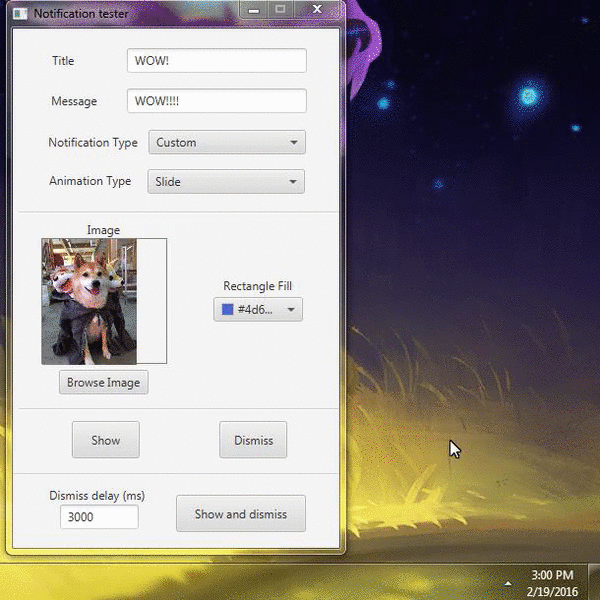 Notification tester
Title WOW!
Message WOW!!!!
Notification Type Custom
Animation Type Slide
Image
Rectangle Fill
#4d6...
Browse Image
Show Dismiss
Dismiss delay (ms)
3000
Show and dismiss
3:00 PM
2/19/2016